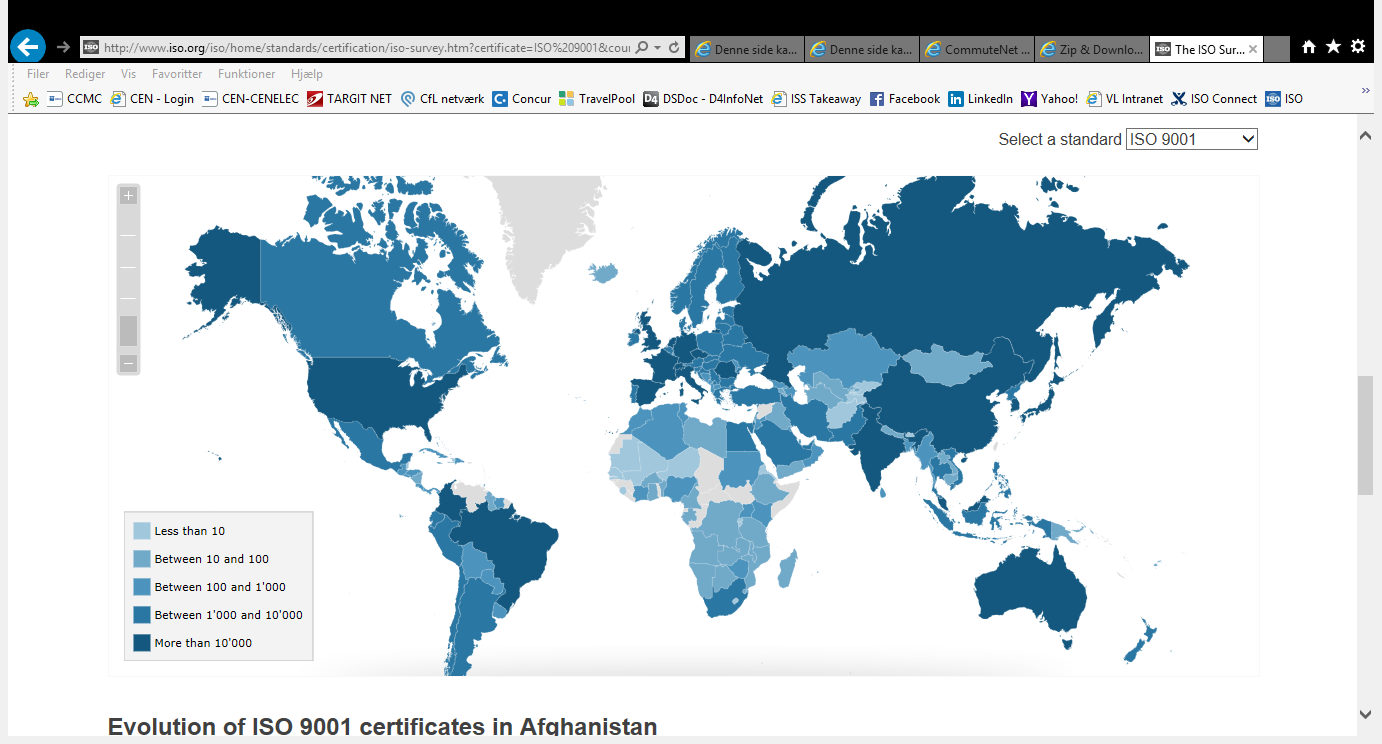 http://www.iso.org/iso/home/standards/certification/iso-survey.htm?certificate=ISO%209001&cour
Denne side ka...
Denne side ka...
CommuteNet ...
Zip & Downlo...
ISO The ISO Sur...
Filer Rediger Vis Favoritter Funktioner Hjælp
CCMC CEN - Login CEN-CENELEC TARGIT NET CfL netværk Concur TravelPool D4 DSDoc - D4InfoNet ISS Takeaway Facebook LinkedIn Yahoo! VL Intranet ISO Connect ISO ISO
Select a standard ISO 9001
Less than 10
Between 10 and 100
Between 100 and 1'000
Between 1'000 and 10'000
More than 10'000
Evolution of ISO 9001 certificates in Afghanistan